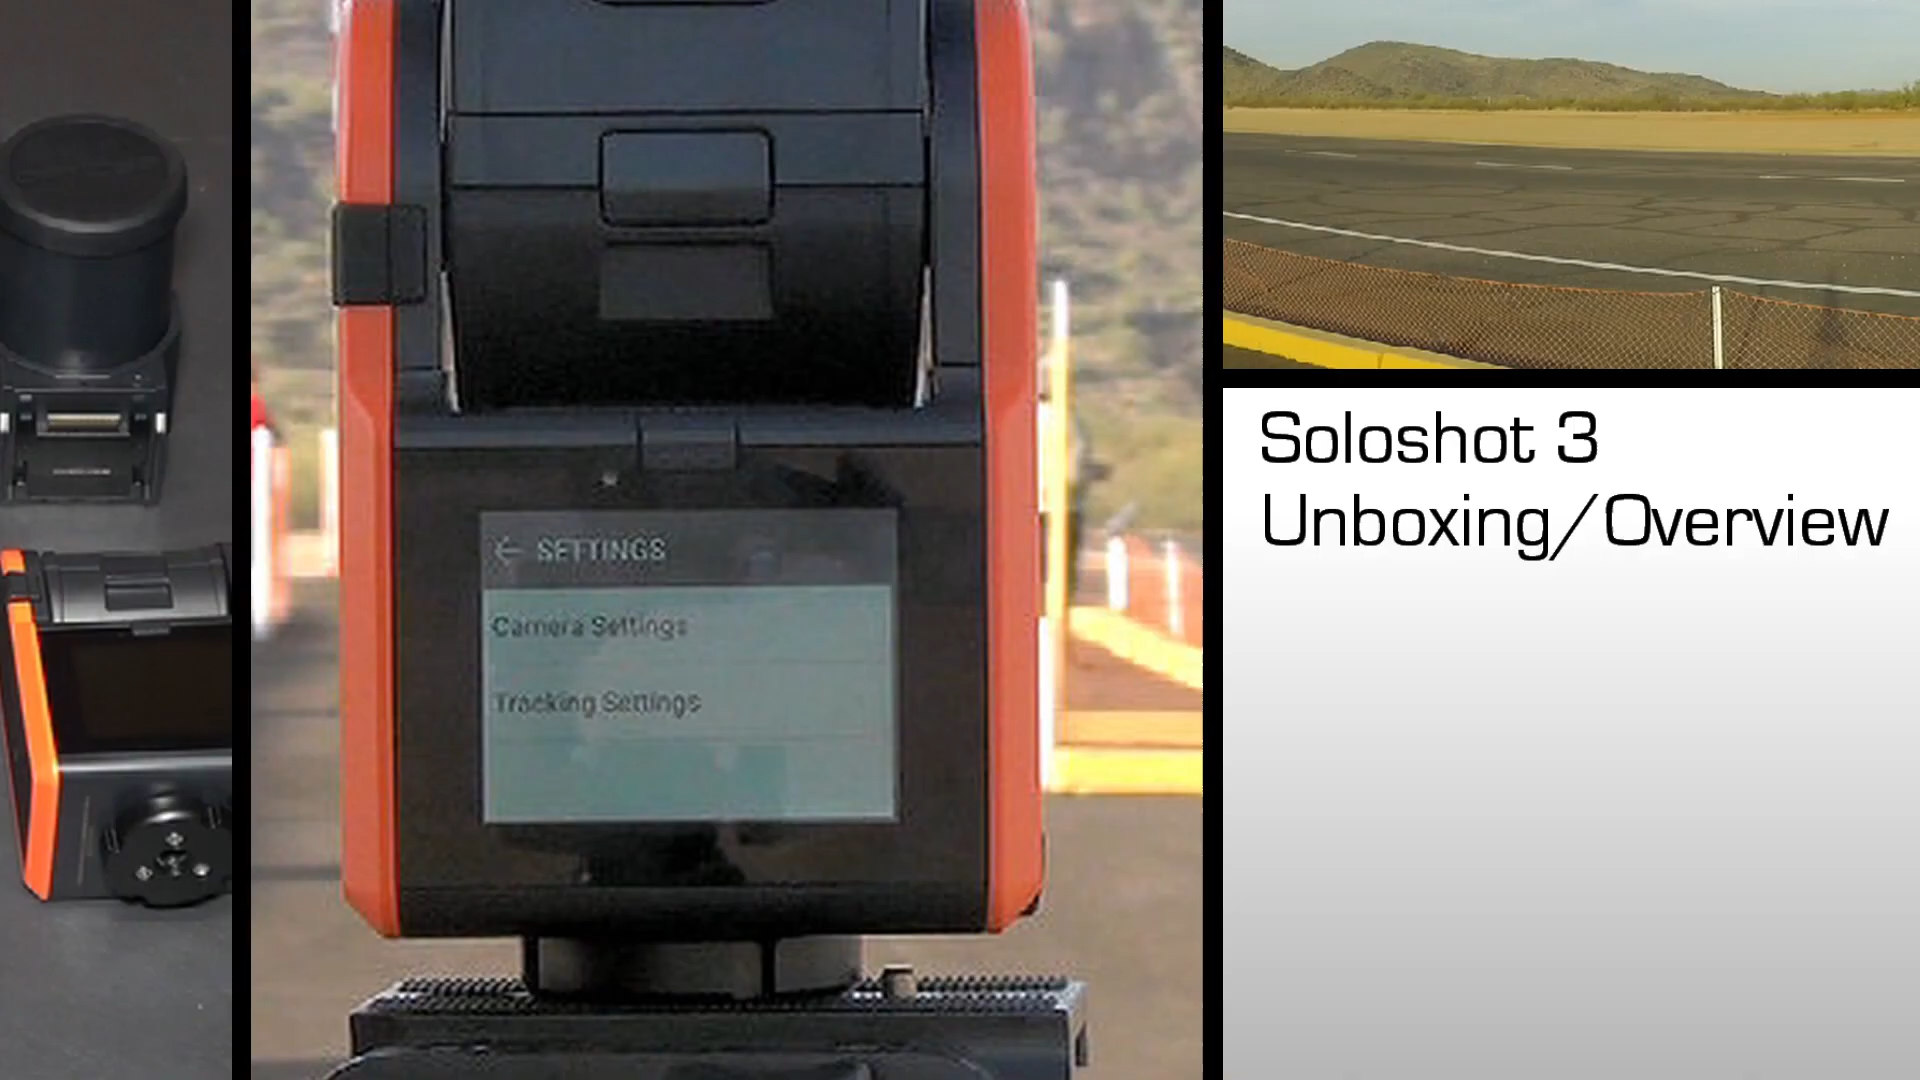 ← SETTINGS
Camera Settings
Tracking Settings
Soloshot 3
Unboxing/Overview